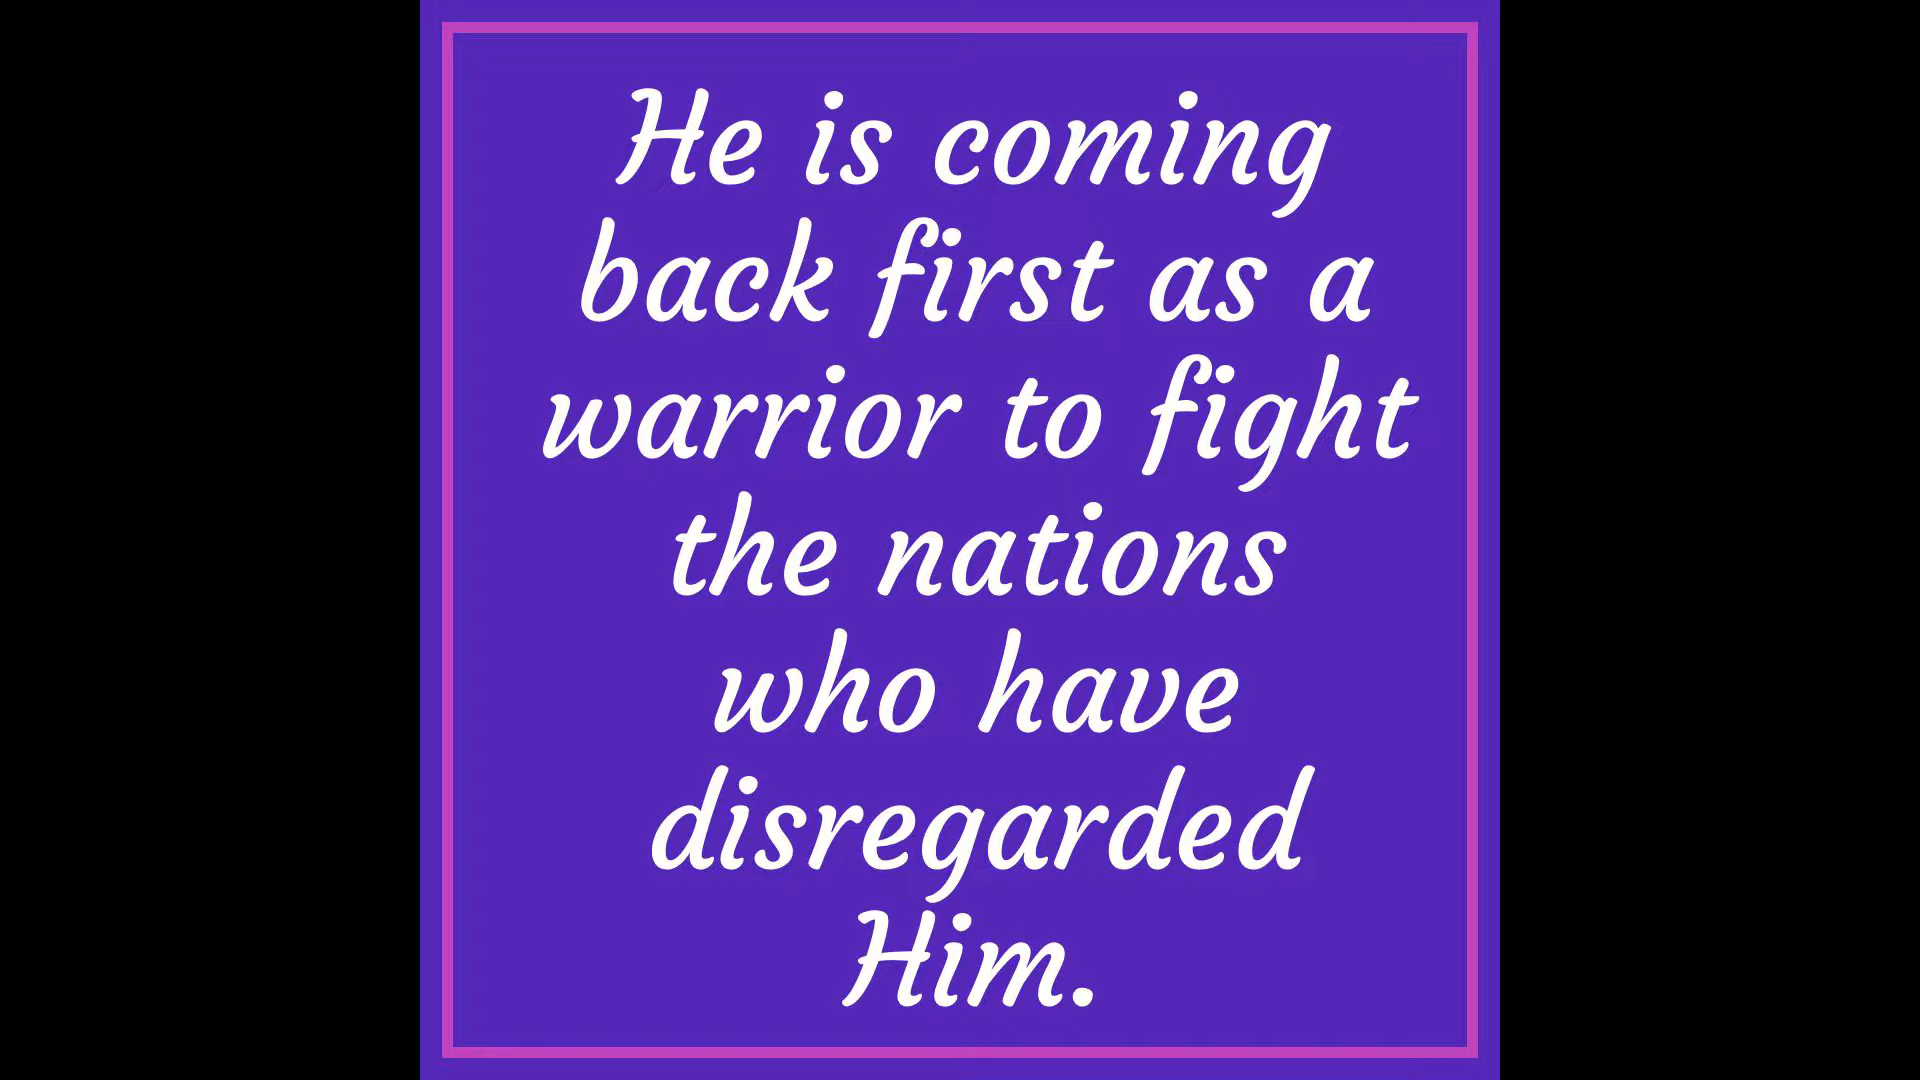 He is coming
back first as a
warrior to fight
the nations
who have
disregarded
Him.